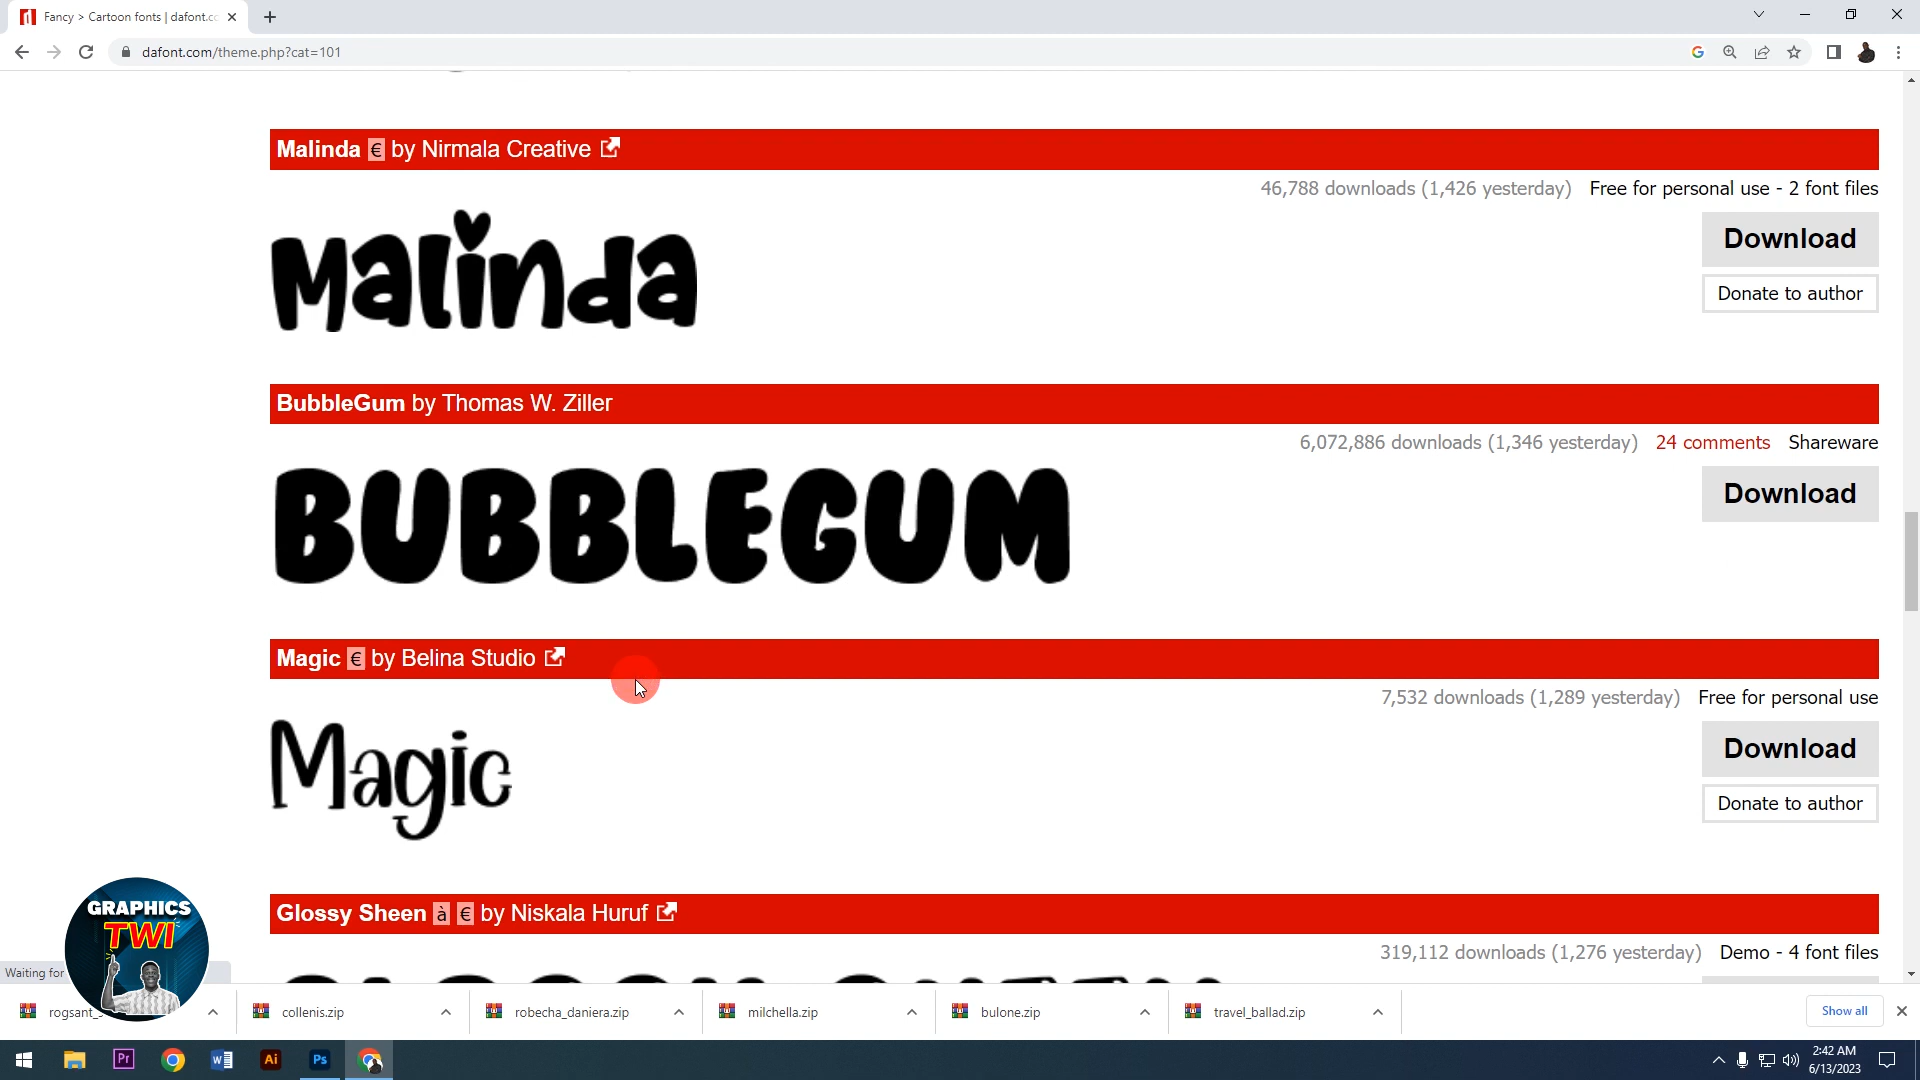 Fancy > Cartoon fonts | dafont.cc
dafont.com/theme.php?cat=101
Malinda € by Nirmala Creative
46,788 downloads (1,426 yesterday) Free for personal use - 2 font files
Malinda
Download
Donate to author
BubbleGum by Thomas W. Ziller
6,072,886 downloads (1,346 yesterday) 24 comments Shareware
BUBBLEGUM
Download
Magic € by Belina Studio
7,532 downloads (1,289 yesterday) Free for personal use
Magic
Download
Donate to author
Glossy Sheen à € by Niskala Huruf
319,112 downloads (1,276 yesterday) Demo - 4 font files
GRAPHICS
TWI
Waiting for
collenis.zip robecha_daniera.zip milchella.zip bulone.zip travel_ballad.zip Show all
Pr W Ai Ps
2:42 AM
6/13/2023